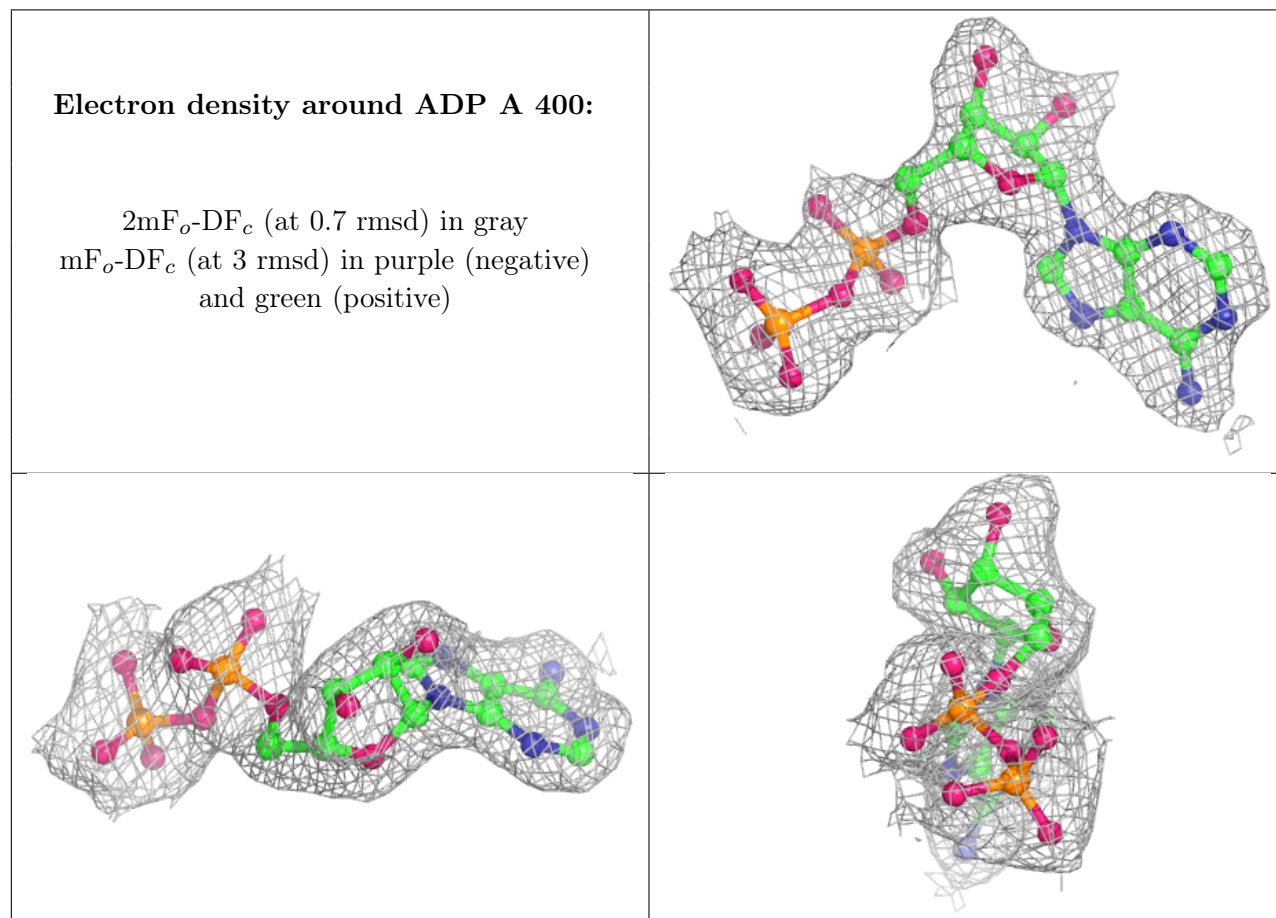 Electron density around ADP A 400:
2mFₒ-DF𝒸 (at 0.7 rmsd) in gray
mFₒ-DF𝒸 (at 3 rmsd) in purple (negative)
and green (positive)